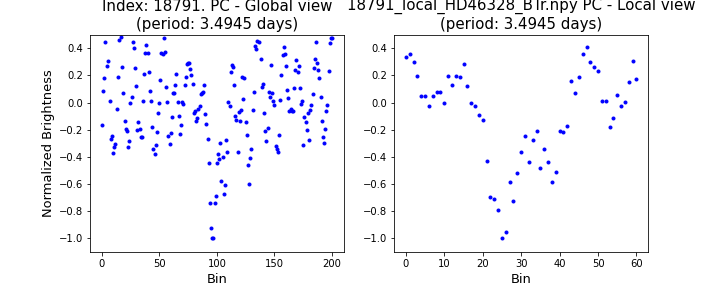 Index: 18791. PC - Global view
(period: 3.4945 days)
18791_local_HD46328_BTr.npy PC - Local view
(period: 3.4945 days)
Normalized Brightness
0.4
0.2
0.0
−0.2
−0.4
−0.6
−0.8
−1.0
0 50 100 150 200
Bin
0.4
0.2
0.0
−0.2
−0.4
−0.6
−0.8
−1.0
0 10 20 30 40 50 60
Bin